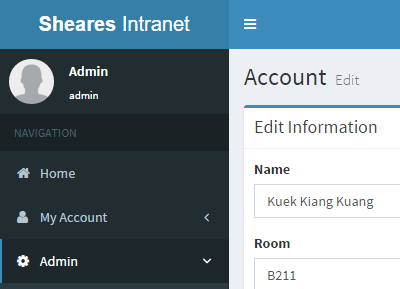 Sheares Intranet
Admin
admin
NAVIGATION
Home
My Account
Admin
Account Edit
Edit Information
Name
Kuek Kiang Kuang
Room
B211